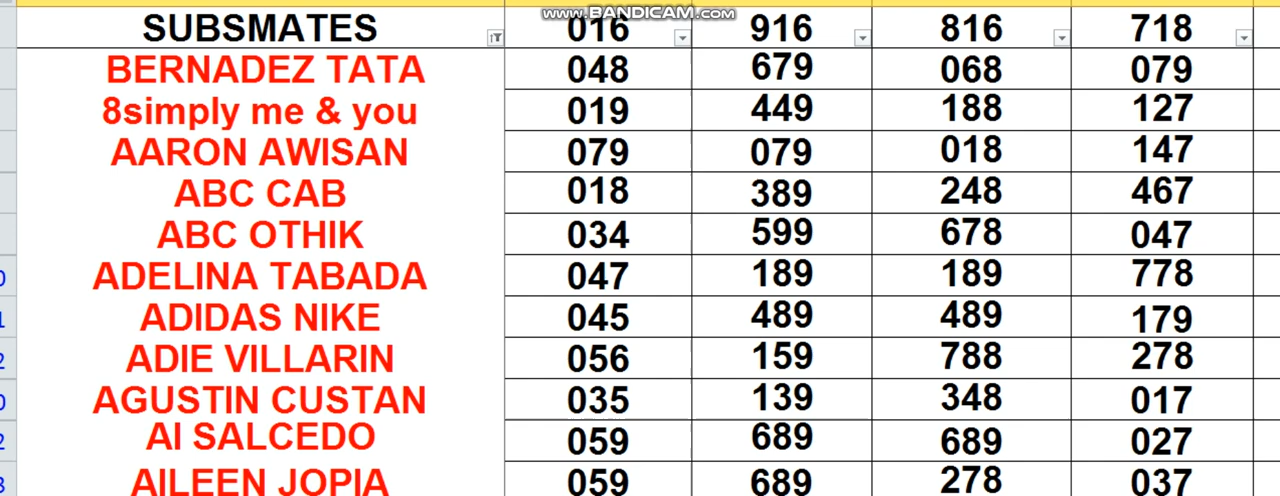 www.BANDICAM.com
SUBSMATES 016 916 816 718
BERNADEZ TATA 048 679 068 079
8simply me & you 019 449 188 127
AARON AWISAN 079 079 018 147
ABC CAB 018 389 248 467
ABC OTHIK 034 599 678 047
ADELINA TABADA 047 189 189 778
ADIDAS NIKE 045 489 489 179
ADIE VILLARIN 056 159 788 278
AGUSTIN CUSTAN 035 139 348 017
AI SALCEDO 059 689 689 027
AILEEN JOPIA 059 689 278 037